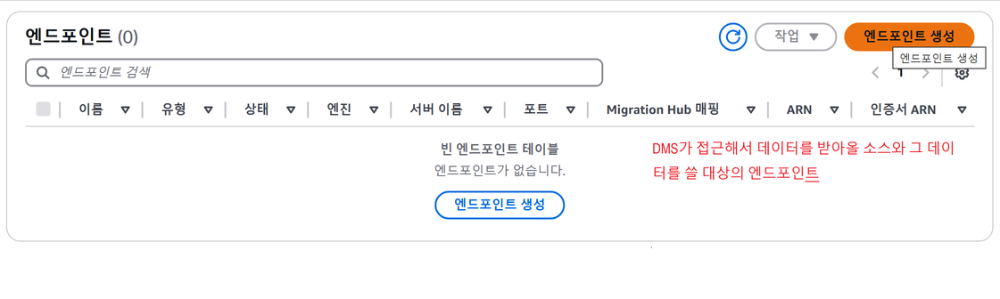 엔드포인트 (0)
작업
엔드포인트 생성
엔드포인트 생성
엔드포인트 검색
1
이름 유형 상태 엔진 서버 이름 포트 Migration Hub 매핑 ARN 인증서 ARN
빈 엔드포인트 테이블
엔드포인트가 없습니다.
엔드포인트 생성
DMS가 접근해서 데이터를 받아올 소스와 그 데이
터를 쓸 대상의 엔드포인트